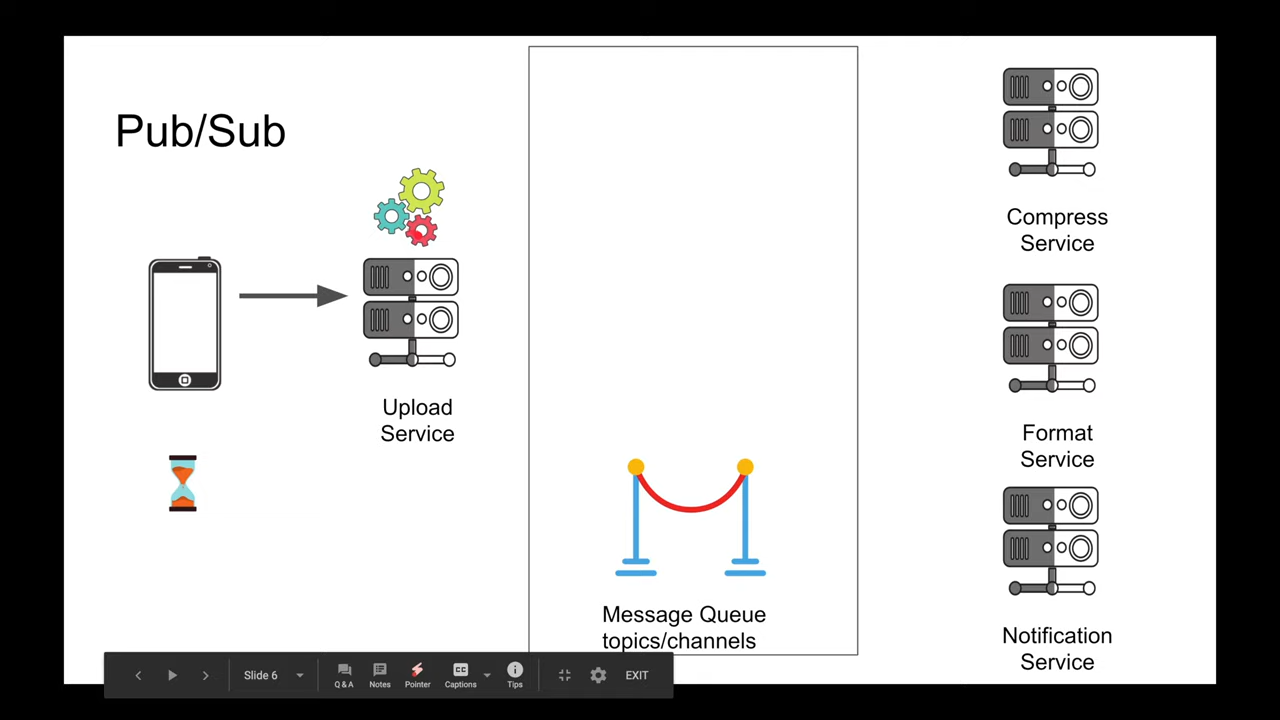 Pub/Sub
Upload
Service
Message Queue
topics/channels
Compress
Service
Format
Service
Notification
Service
Slide 6
Q & A
Notes
Pointer
CC
Captions
Tips
EXIT